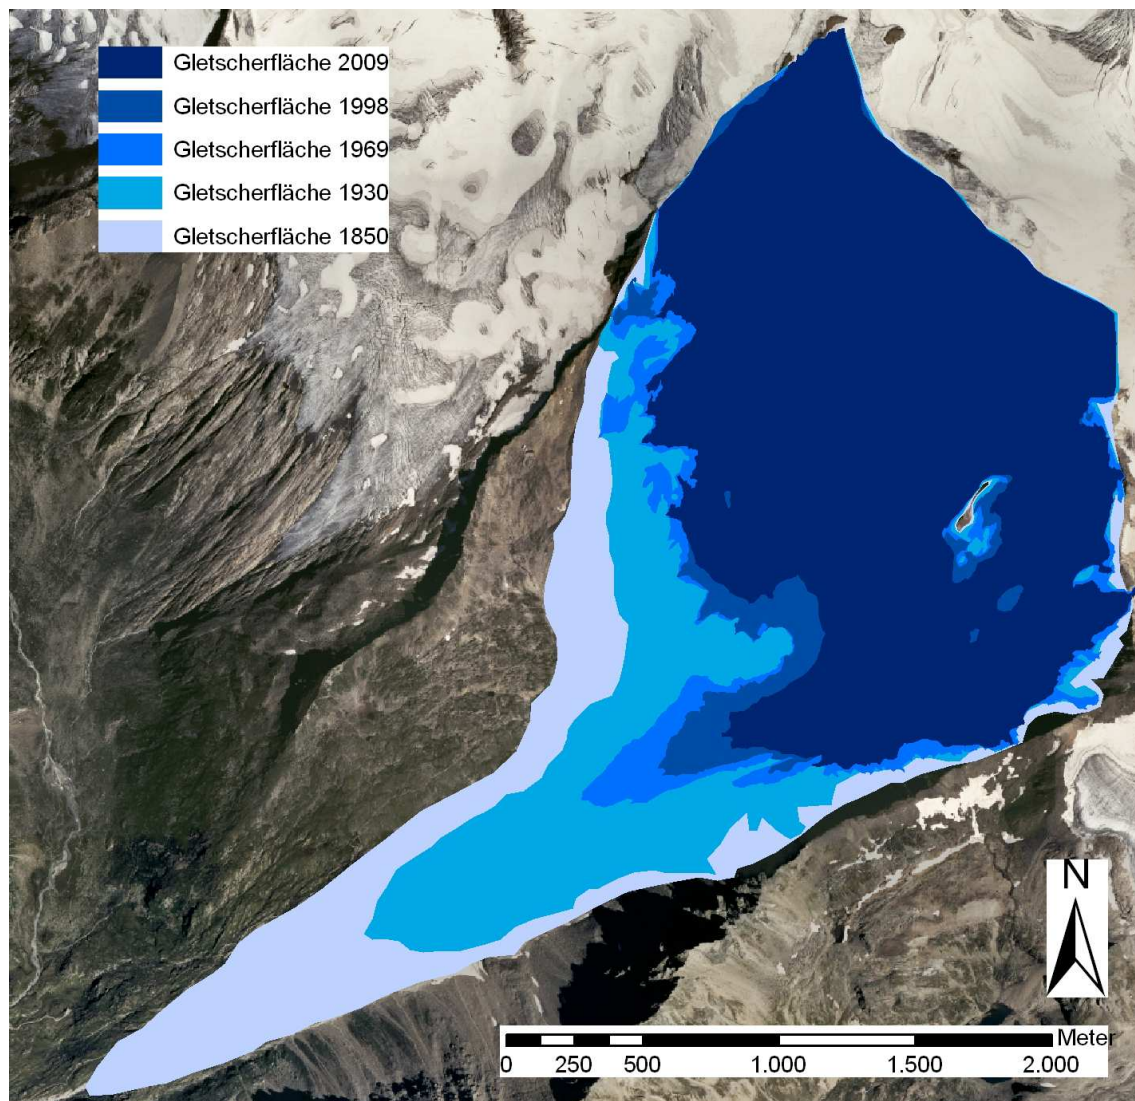 Gletscherfläche 2009
Gletscherfläche 1998
Gletscherfläche 1969
Gletscherfläche 1930
Gletscherfläche 1850
N
Meter
0 250 500 1.000 1.500 2.000